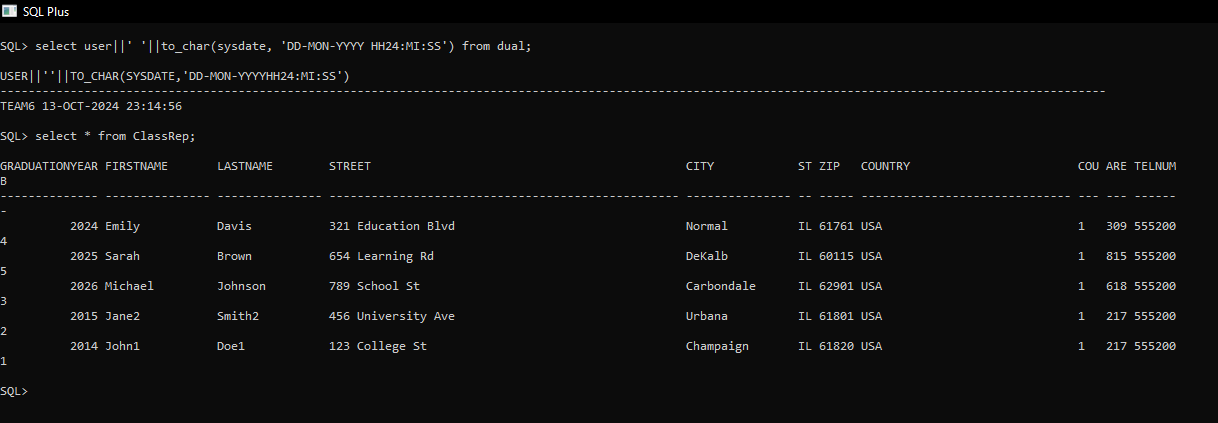 SQL Plus
SQL> select user||' '||to_char(sysdate, 'DD-MON-YYYY HH24:MI:SS') from dual;
USER||''||TO_CHAR(SYSDATE,'DD-MON-YYYYHH24:MI:SS')
--------------------------------------------------------------------------------------------------------------------------------------------------------------
TEAM6 13-OCT-2024 23:14:56
SQL> select * from ClassRep;
GRADUATIONYEAR FIRSTNAME       LASTNAME        STREET                                             CITY            ST ZIP   COUNTRY                        COU ARE TELNUM
B
-------------- --------------- --------------- -------------------------------------------------- --------------- -- ----- ------------------------------ --- --- ------
-
          2024 Emily           Davis           321 Education Blvd                                 Normal          IL 61761 USA                            1   309 555200
4
          2025 Sarah           Brown           654 Learning Rd                                    DeKalb          IL 60115 USA                            1   815 555200
5
          2026 Michael         Johnson         789 School St                                      Carbondale      IL 62901 USA                            1   618 555200
3
          2015 Jane2           Smith2          456 University Ave                                 Urbana          IL 61801 USA                            1   217 555200
2
          2014 John1           Doe1            123 College St                                     Champaign       IL 61820 USA                            1   217 555200
1
SQL>